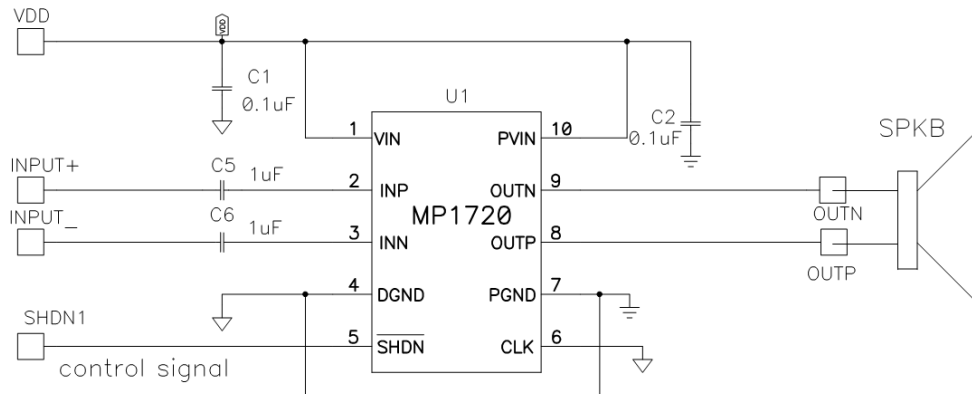 VDD
VDD
C1
0.1uF
U1
C2
0.1uF
SPKB
1 VIN PVIN 10
INPUT+
C5
1uF
2 INP OUTN 9
MP1720
OUTN
INPUT_
C6
1uF
3 INN OUTP 8
OUTP
4 DGND PGND 7
SHDN1
5 SHDN CLK 6
control signal